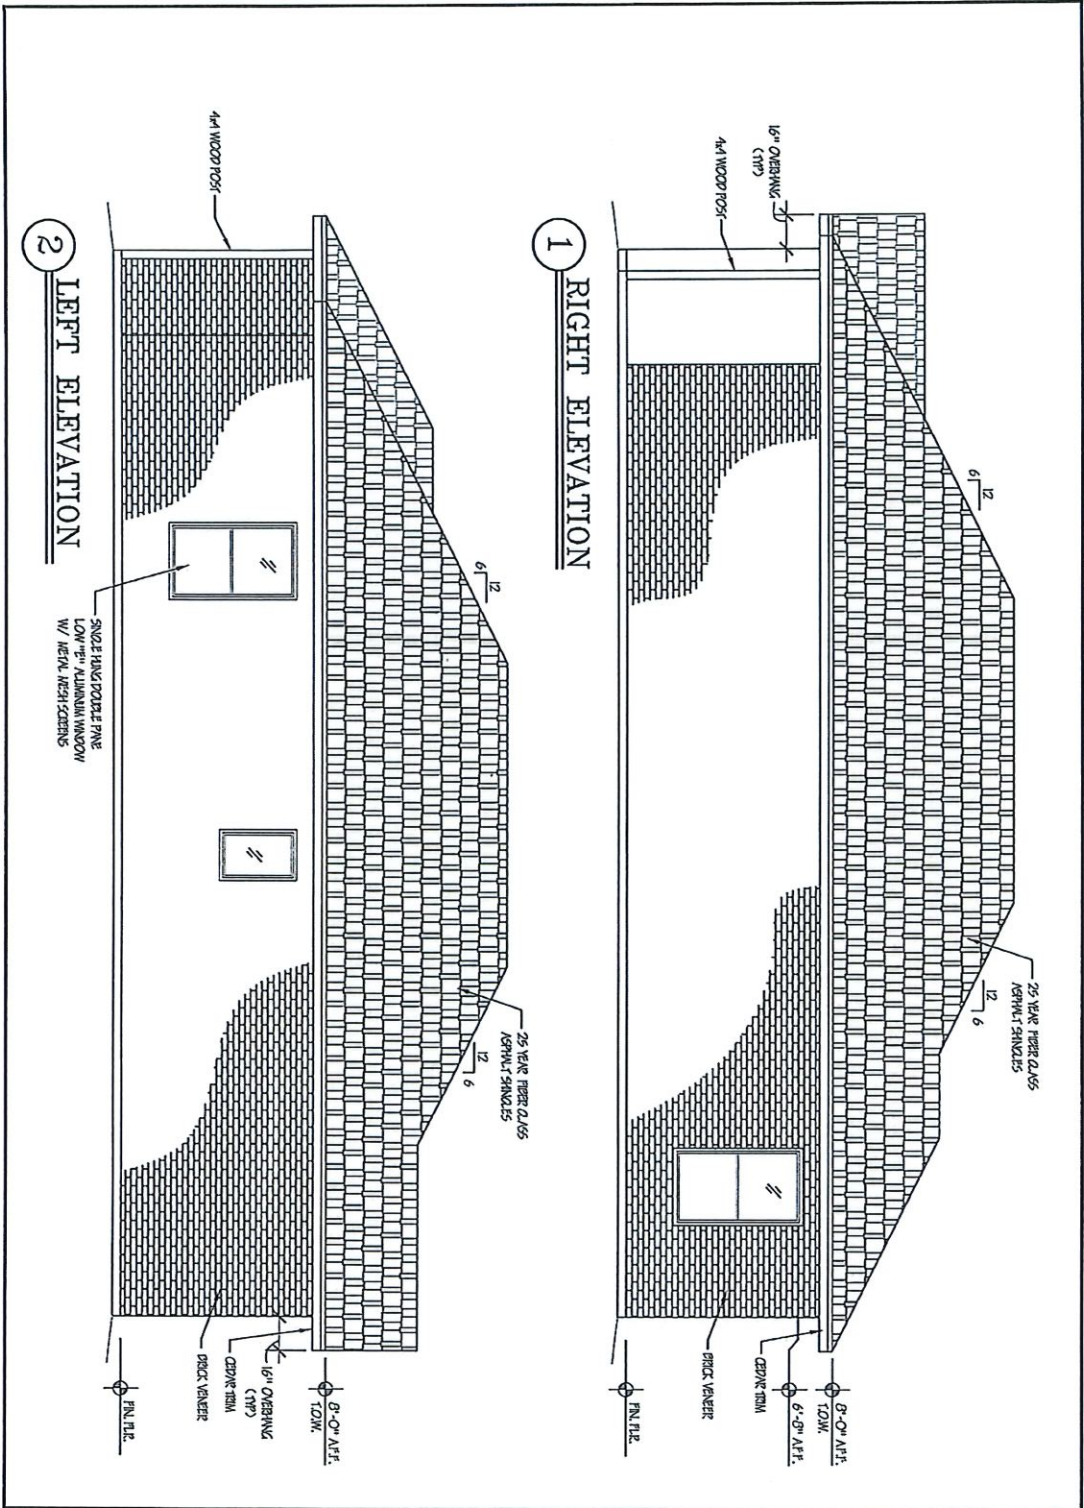 16" OVERHANG
(TYP)
4x4 WOOD POST
12
6
12
6
25 YEAR FIBER GLASS
ASPHALT SHINGLES
8'-0" A.F.F.
T.O.W.
6'-8" A.F.F.
CEDAR TRIM
BRICK VENEER
FIN. FLR.
1
RIGHT ELEVATION
4x4 WOOD POST
12
6
12
6
25 YEAR FIBER GLASS
ASPHALT SHINGLES
8'-0" A.F.F.
T.O.W.
16" OVERHANG
(TYP)
CEDAR TRIM
BRICK VENEER
FIN. FLR.
SINGLE HUNG DOUBLE PANE
LOW "E" ALUMINUM WINDOW
W/ METAL MESH SCREENS
2
LEFT ELEVATION